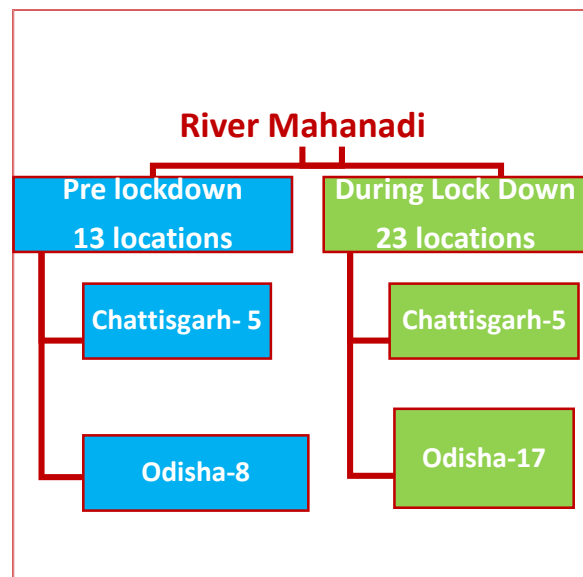 River Mahanadi
Pre lockdown
13 locations
During Lock Down
23 locations
Chattisgarh- 5
Chattisgarh-5
Odisha-8
Odisha-17